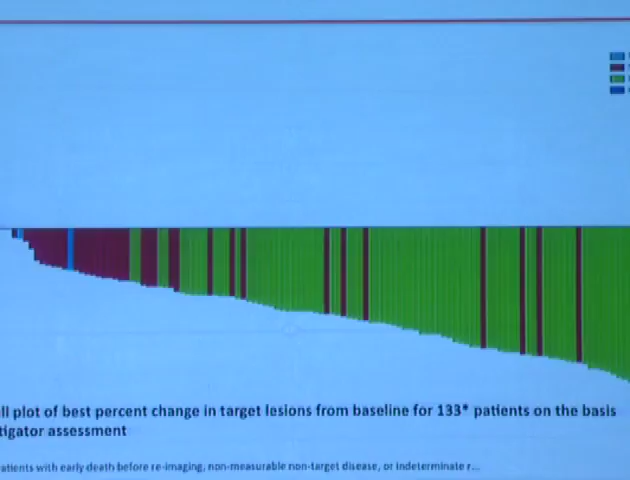 ll plot of best percent change in target lesions from baseline for 133* patients on the basis
tigator assessment
atients with early death before re-imaging, non-measurable non-target disease, or indeterminate r...